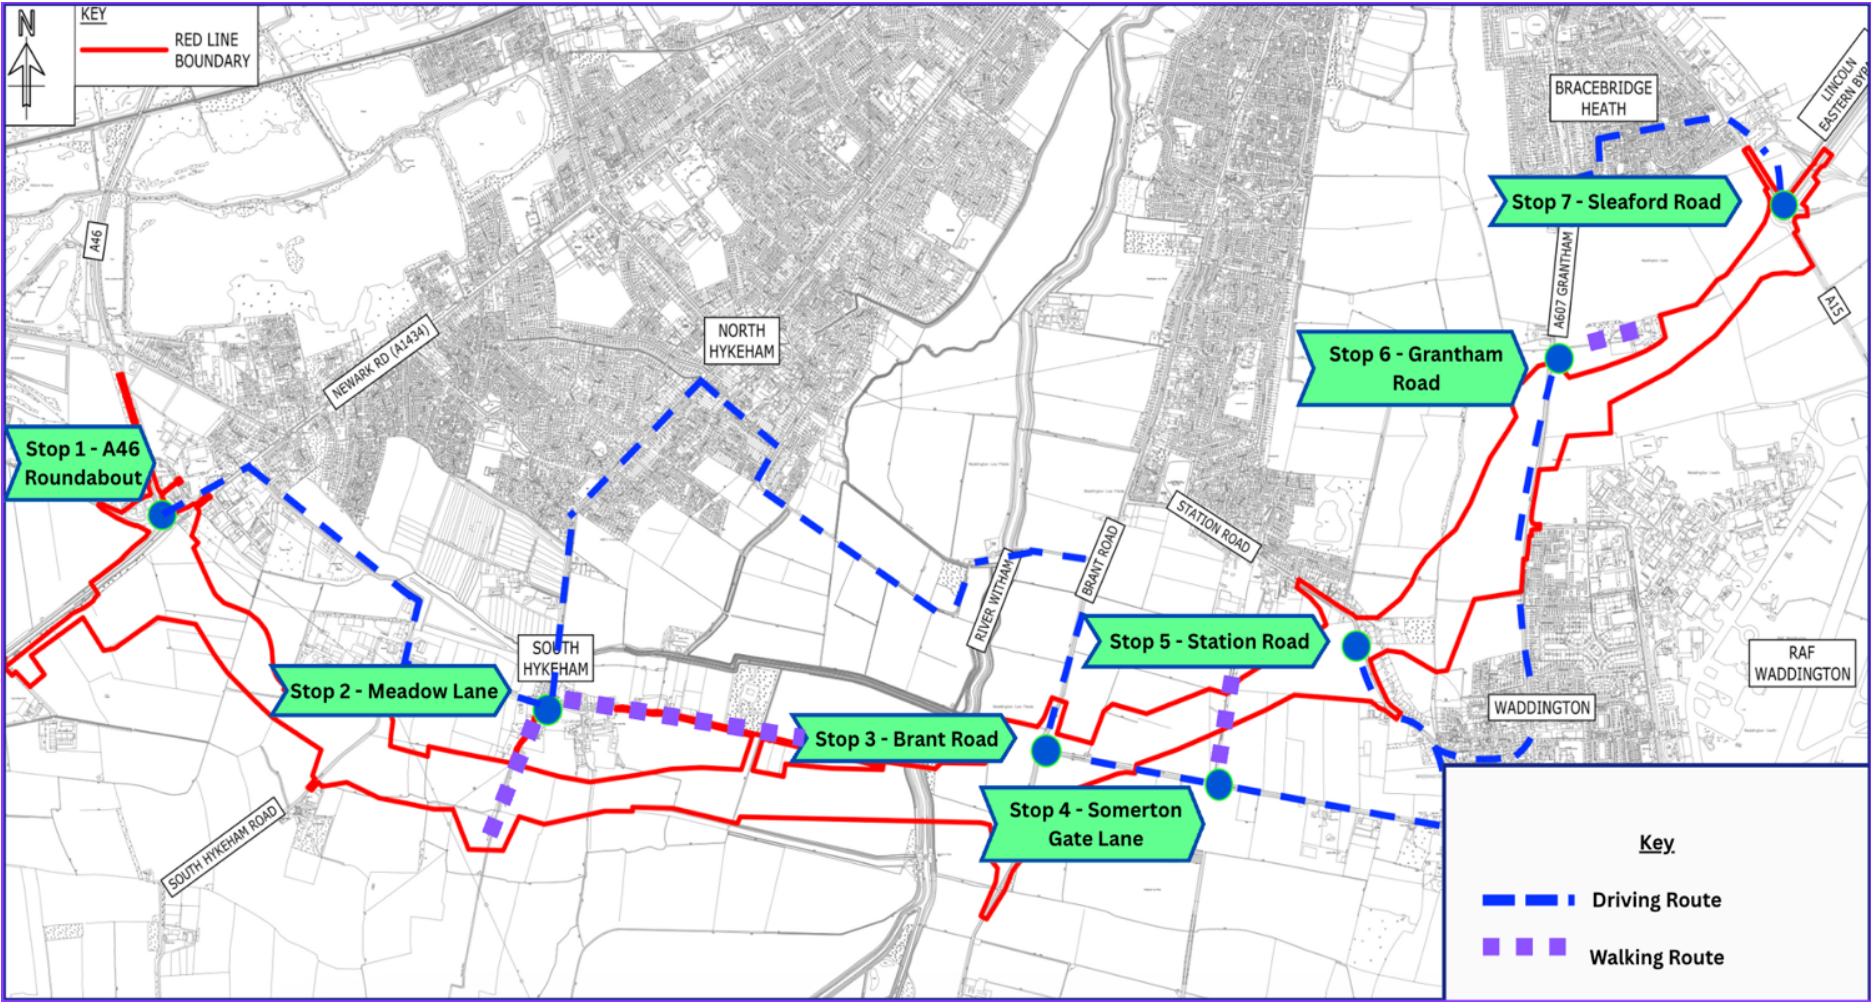 N
KEY
RED LINE
BOUNDARY
A46
NEWARK RD (A1434)
NORTH
HYKEHAM
BRACEBRIDGE
HEATH
LINCOLN
EASTERN
Stop 7 - Sleaford Road
A607 GRANTHAM
A15
Stop 6 - Grantham
Road
Stop 1 - A46
Roundabout
STATION ROAD
BRANT ROAD
RIVER WITHAM
SOUTH
HYKEHAM
Stop 5 - Station Road
RAF
WADDINGTON
Stop 2 - Meadow Lane
WADDINGTON
Stop 3 - Brant Road
Stop 4 - Somerton
Gate Lane
SOUTH HYKEHAM ROAD
Key
Driving Route
Walking Route